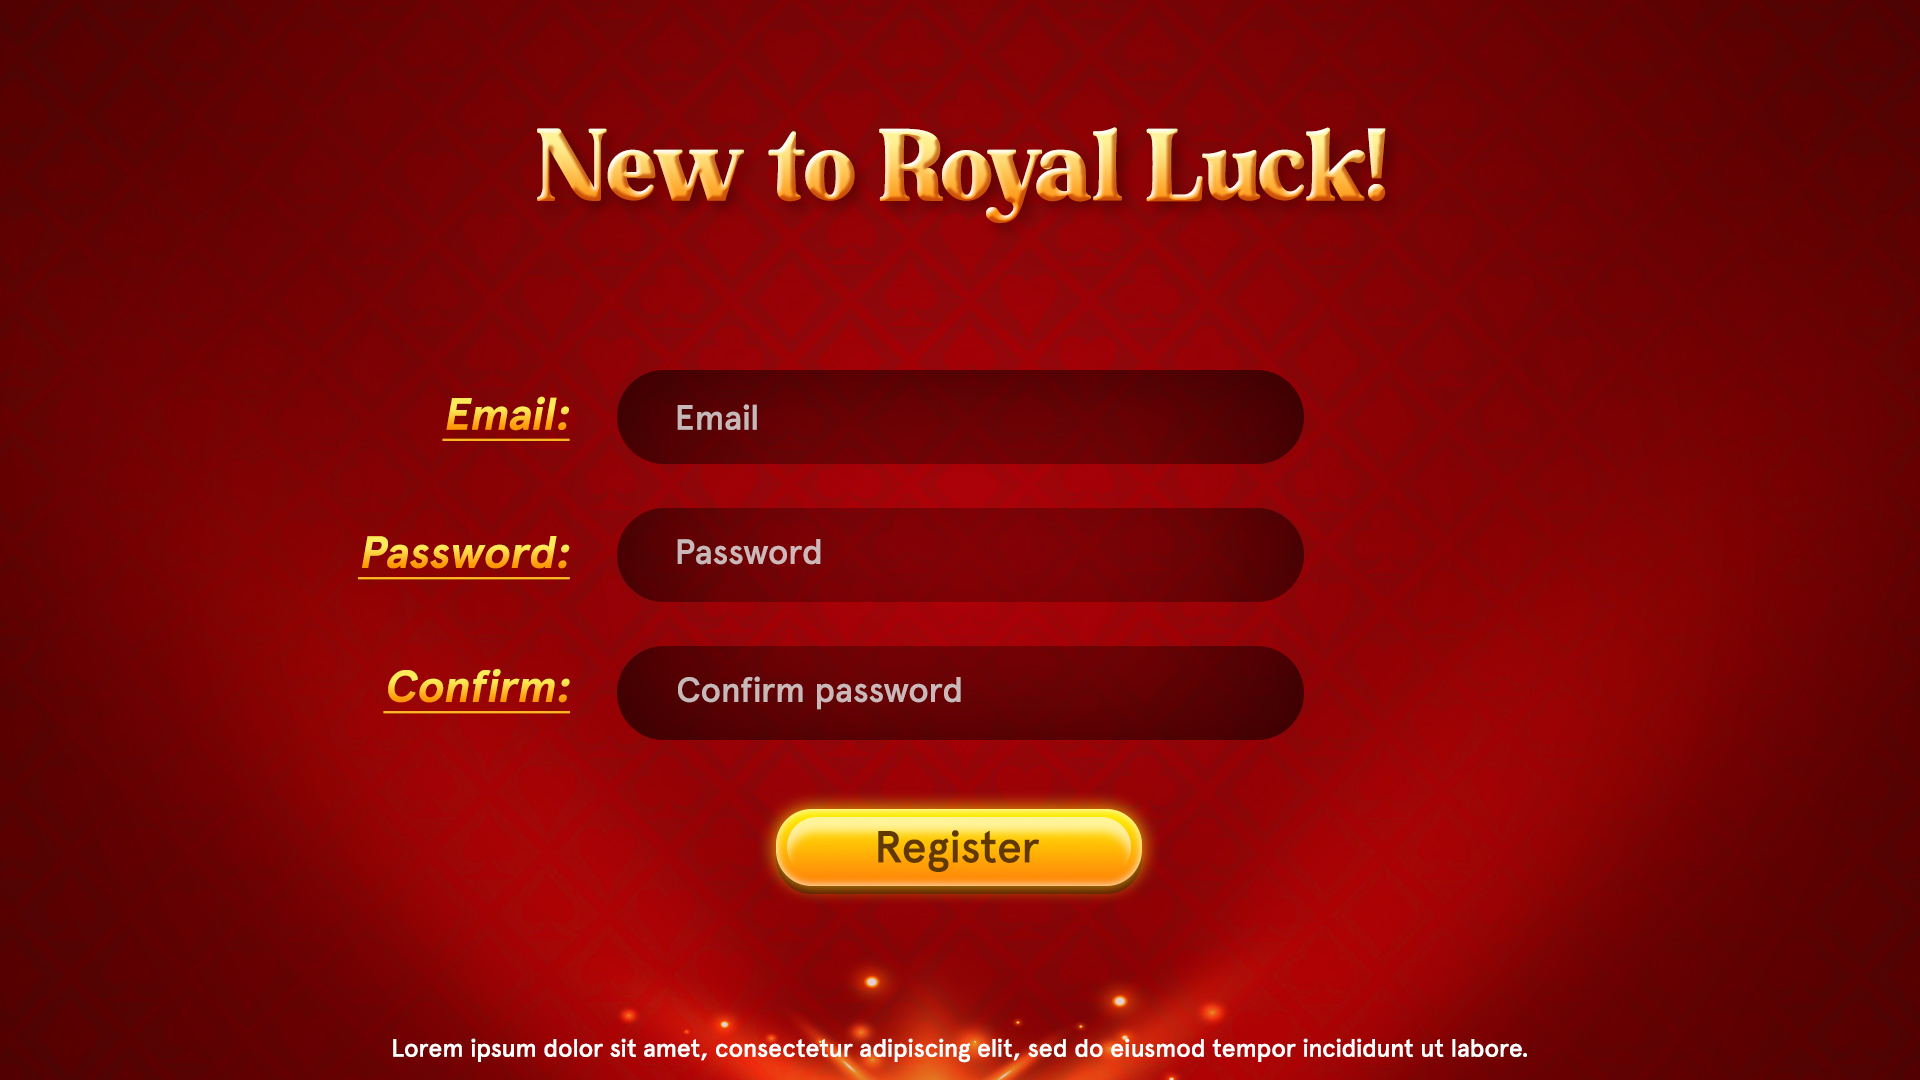 New to Royal Luck!
Email: Email
Password: Password
Confirm: Confirm password
Register
Lorem ipsum dolor sit amet, consectetur adipiscing elit, sed do eiusmod tempor incididunt ut labore.